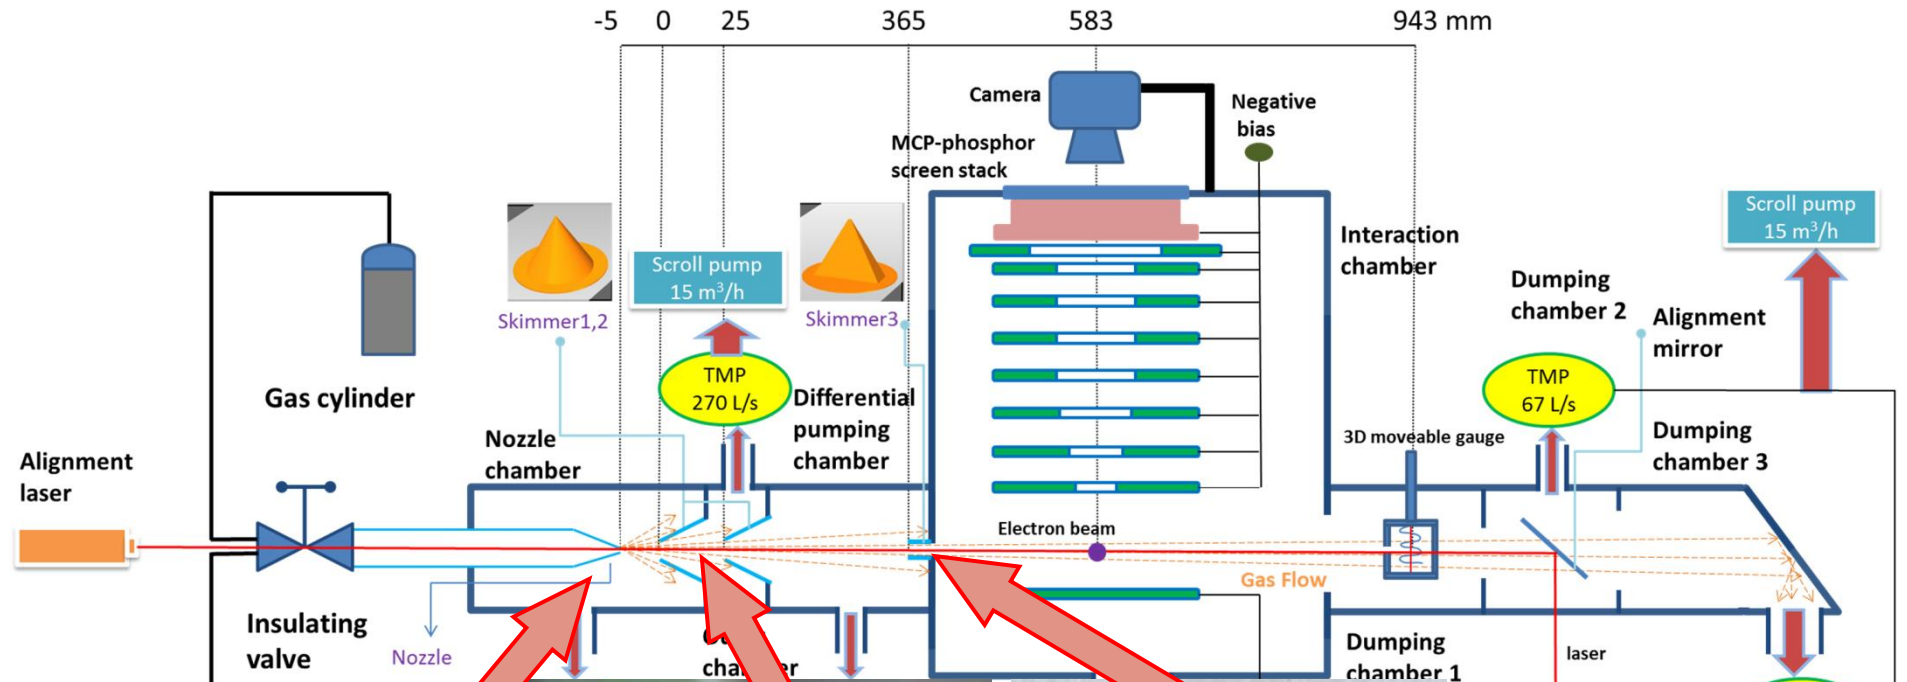 -5 0 25 365 583 943 mm
Camera
Negative
bias
MCP-phosphor
screen stack
Scroll pump
15 m³/h
Interaction
chamber
Scroll pump
15 m³/h
Skimmer1,2
Skimmer3
Dumping
chamber 2
Alignment
mirror
TMP
270 L/s
TMP
67 L/s
Gas cylinder
Differential
pumping
chamber
Nozzle
chamber
3D moveable gauge
Dumping
chamber 3
Alignment
laser
Electron beam
Gas Flow
Insulating
valve
Nozzle
chamber
Dumping
chamber 1
laser